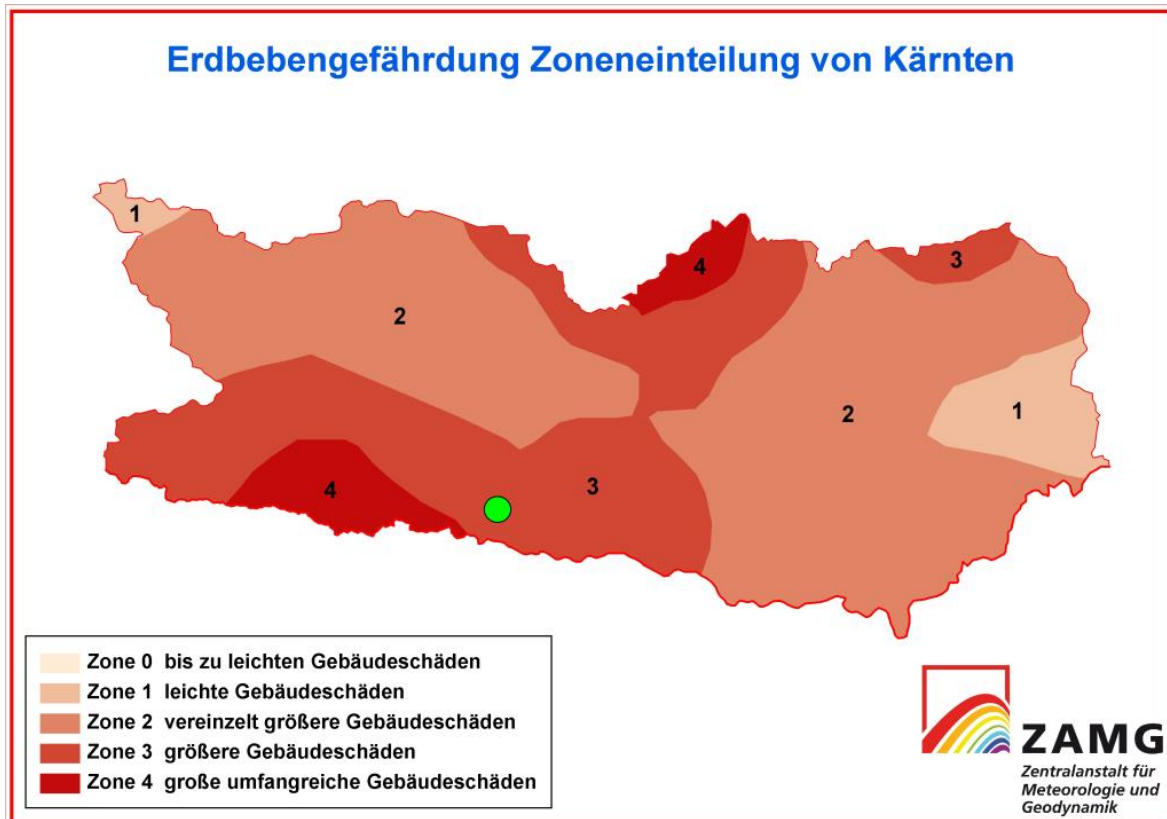 Erdbebengefährdung Zoneneinteilung von Kärnten
1
4
3
2
2
1
4
3
Zone 0 bis zu leichten Gebäudeschäden
Zone 1 leichte Gebäudeschäden
Zone 2 vereinzelt größere Gebäudeschäden
Zone 3 größere Gebäudeschäden
Zone 4 große umfangreiche Gebäudeschäden
ZAMG
Zentralanstalt für
Meteorologie und
Geodynamik